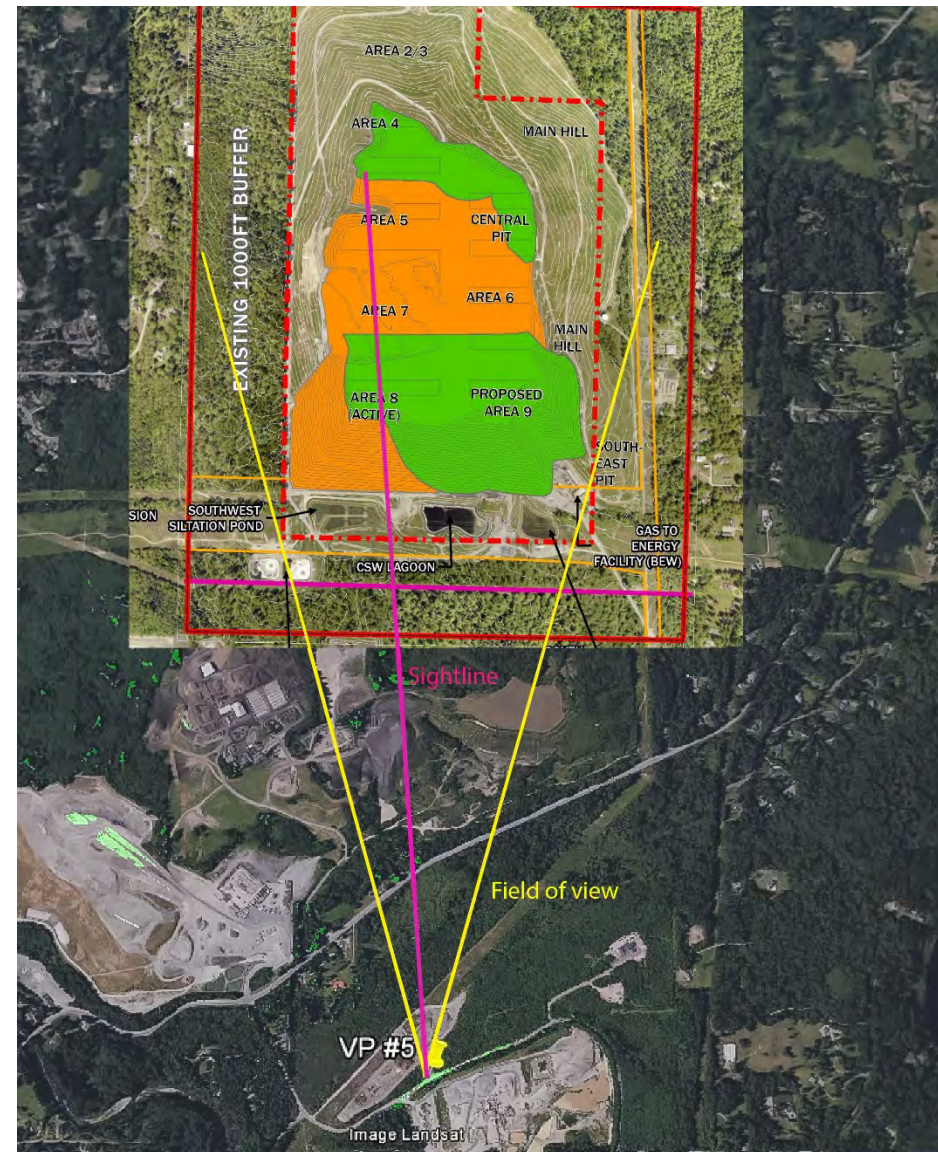 AREA 2/3
AREA 4
MAIN HILL
EXISTING 1000FT BUFFER
AREA 5
CENTRAL
PIT
AREA 7
AREA 6
MAIN
HILL
AREA 8
(ACTIVE)
PROPOSED
AREA 9
SOUTH-
EAST
PIT
SION
SOUTHWEST
SILTATION POND
CSW LAGOON
GAS TO
ENERGY
FACILITY (BEW)
Sightline
Field of view
VP #5
Image Landsat